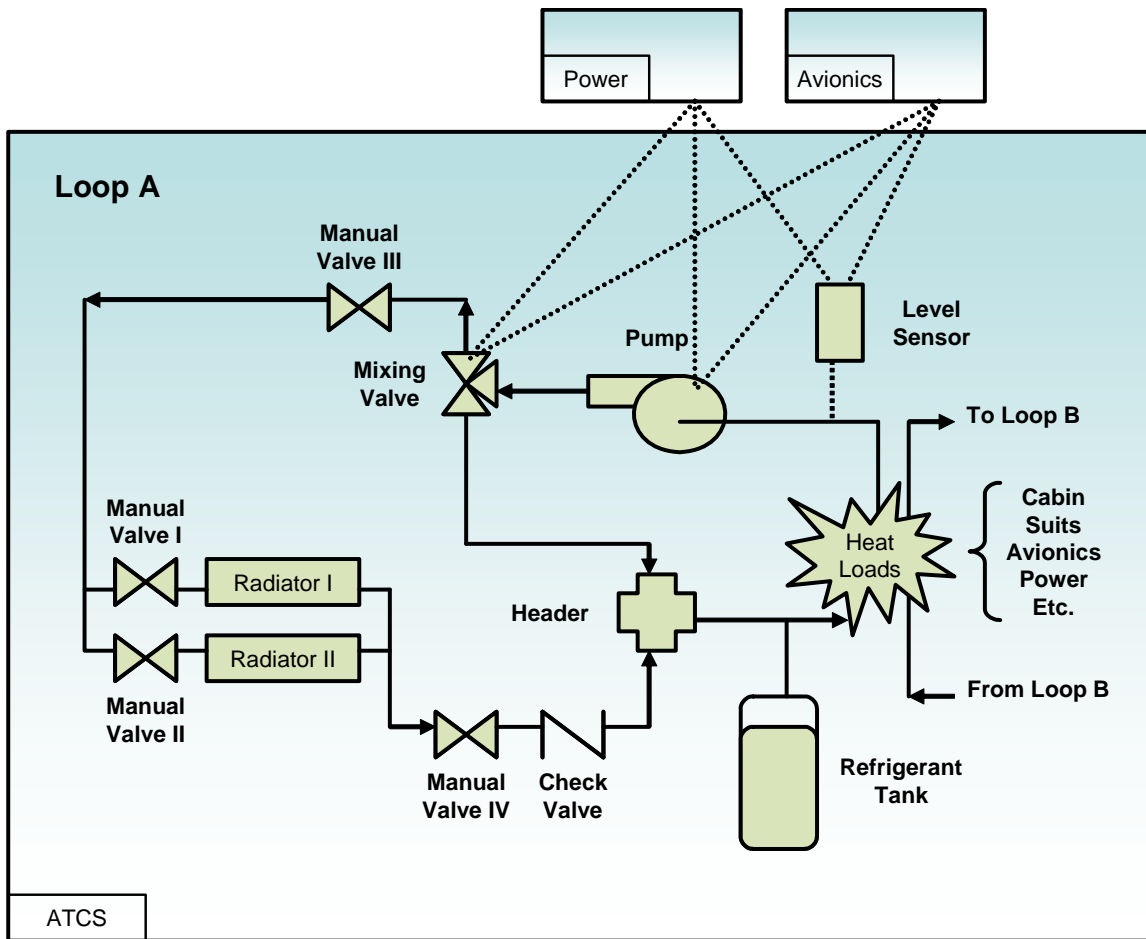 Power
Avionics
Loop A
Manual
Valve III
Level
Sensor
Pump
Mixing
Valve
To Loop B
Manual
Valve I
Cabin
Suits
Avionics
Power
Etc.
Heat
Loads
Radiator I
Header
Radiator II
Manual
Valve II
From Loop B
Manual
Valve IV
Check
Valve
Refrigerant
Tank
ATCS